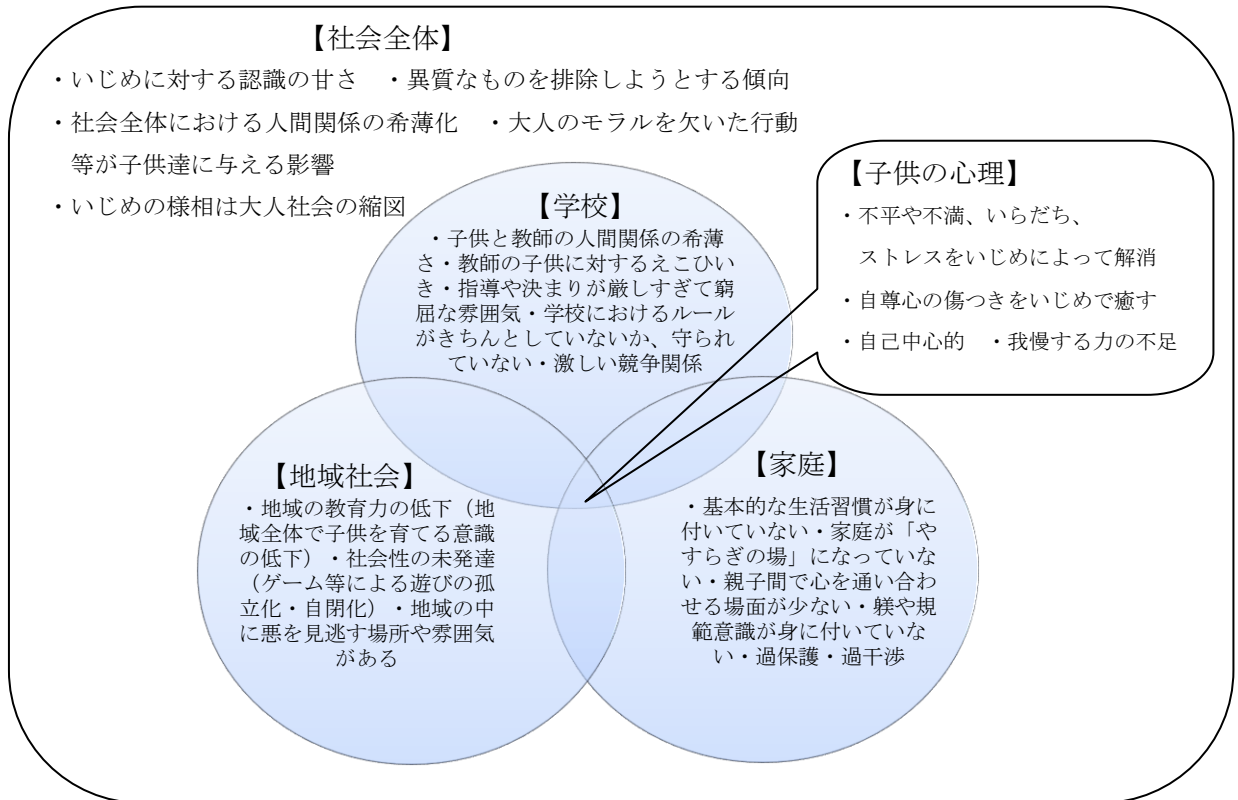 【社会全体】
・いじめに対する認識の甘さ　・異質なものを排除しようとする傾向
・社会全体における人間関係の希薄化　・大人のモラルを欠いた行動
等が子供達に与える影響
・いじめの様相は大人社会の縮図
【子供の心理】
・不平や不満、いらだち、
ストレスをいじめによって解消
・自尊心の傷つきをいじめで癒す
・自己中心的　・我慢する力の不足
【学校】
・子供と教師の人間関係の希薄
さ・教師の子供に対するえこひい
き・指導や決まりが厳しすぎて窮
屈な雰囲気・学校におけるルール
がきちんとしていないか、守られ
ていない・激しい競争関係
【地域社会】
・地域の教育力の低下（地
域全体で子供を育てる意識
の低下）・社会性の未発達
（ゲーム等による遊びの孤
立化・自閉化）・地域の中
に悪を見逃す場所や雰囲気
がある
【家庭】
・基本的な生活習慣が身に
付いていない・家庭が「や
すらぎの場」になっていな
い・親子間で心を通い合わ
せる場面が少ない・躾や規
範意識が身に付いていな
い・過保護・過干渉